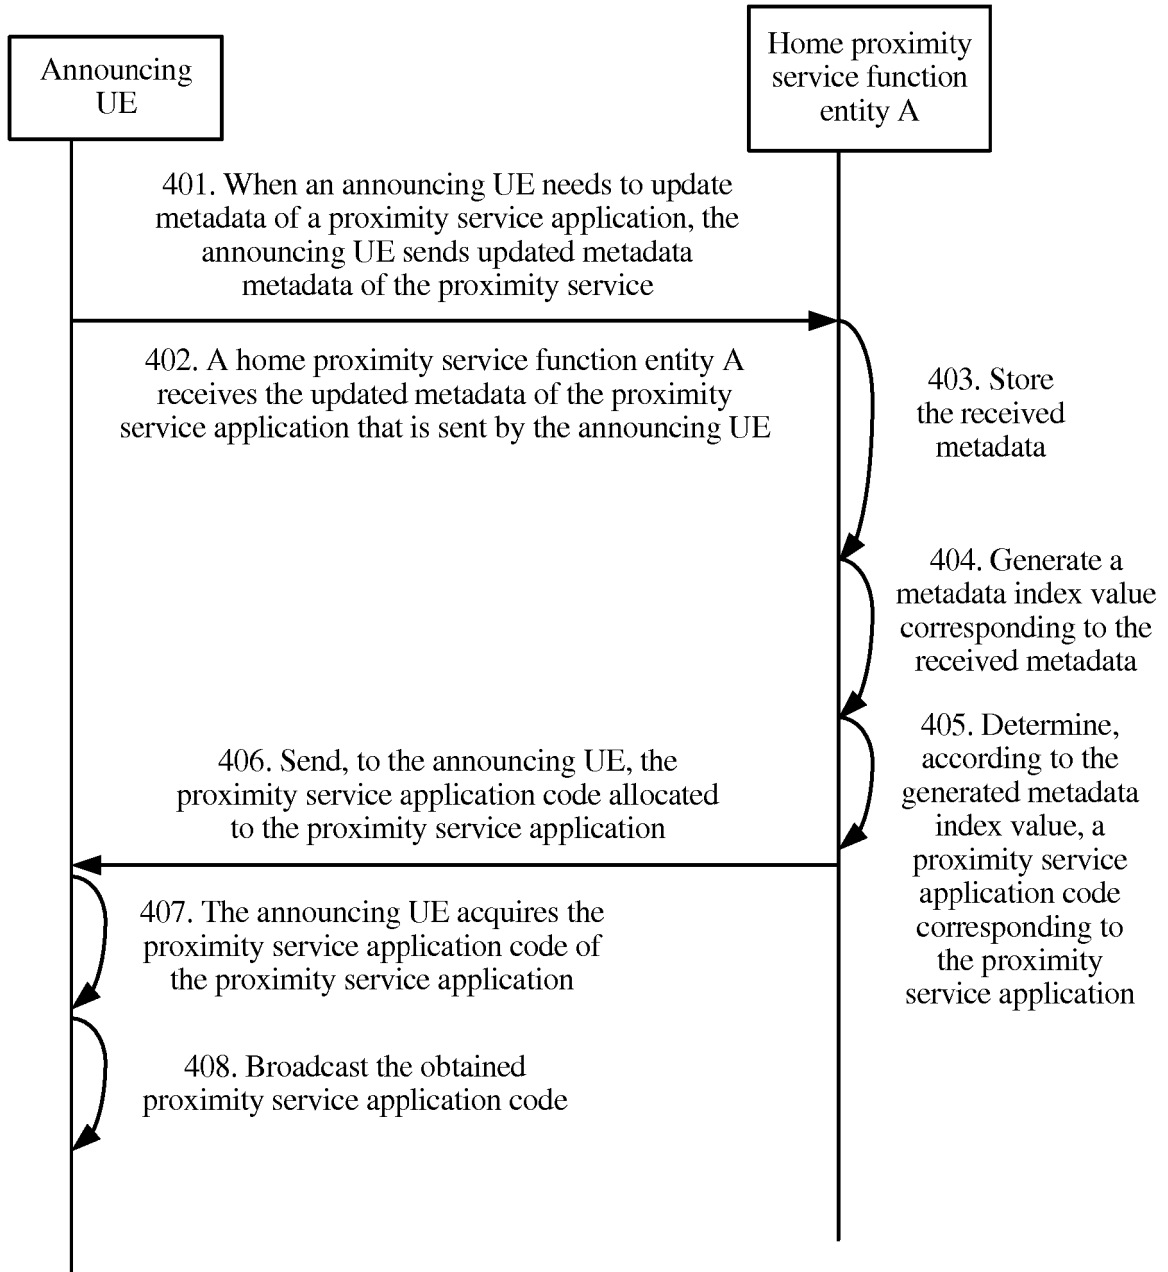 Announcing
UE
Home proximity
service function
entity A
401. When an announcing UE needs to update
metadata of a proximity service application, the
announcing UE sends updated metadata
metadata of the proximity service
402. A home proximity service function entity A
receives the updated metadata of the proximity
service application that is sent by the announcing UE
403. Store
the received
metadata
404. Generate a
metadata index value
corresponding to the
received metadata
405. Determine,
according to the
generated metadata
index value, a
proximity service
application code
corresponding to
the proximity
service application
406. Send, to the announcing UE, the
proximity service application code allocated
to the proximity service application
407. The announcing UE acquires the
proximity service application code of
the proximity service application
408. Broadcast the obtained
proximity service application code